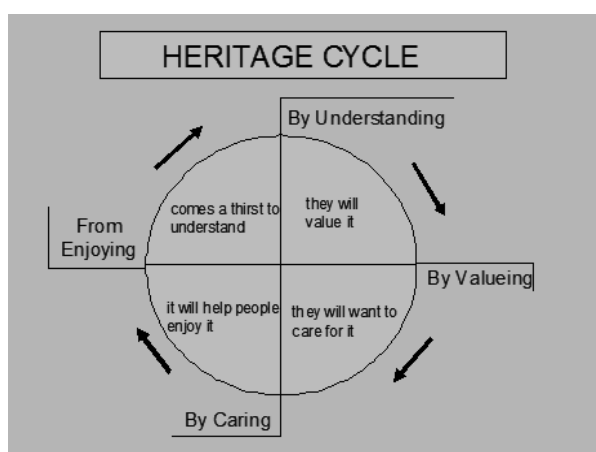 HERITAGE CYCLE
By Understanding
they will
value it
By Valueing
they will want to
care for it
By Caring
it will help people
enjoy it
From
Enjoying
comes a thirst to
understand